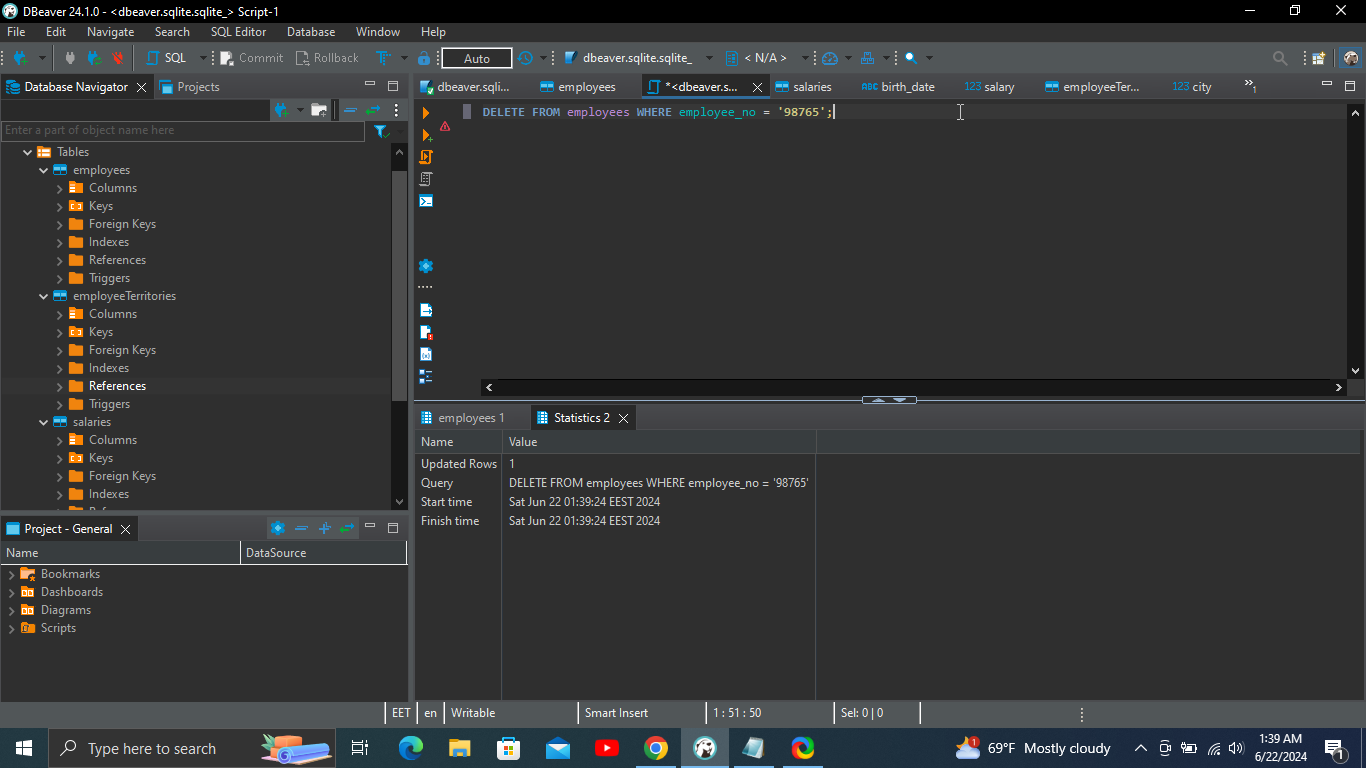 DBeaver 24.1.0 - <dbeaver.sqlite.sqlite_> Script-1
File Edit Navigate Search SQL Editor Database Window Help
SQL Commit Rollback Auto dbeaver.sqlite.sqlite_ < N/A >
Database Navigator Projects
dbeaver.sqli... employees *<dbeaver.s... salaries ABC birth_date 123 salary employeeTer... 123 city »1
Enter a part of object name here
DELETE FROM employees WHERE employee_no = '98765';
Tables
employees
Columns
Keys
Foreign Keys
Indexes
References
Triggers
employeeTerritories
Columns
Keys
Foreign Keys
Indexes
References
Triggers
salaries
Columns
Keys
Foreign Keys
Indexes
employees 1 Statistics 2
Name Value
Updated Rows 1
Query DELETE FROM employees WHERE employee_no = '98765'
Start time Sat Jun 22 01:39:24 EEST 2024
Finish time Sat Jun 22 01:39:24 EEST 2024
Project - General
Name DataSource
Bookmarks
Dashboards
Diagrams
Scripts
EET en Writable Smart Insert 1 : 51 : 50 Sel: 0 | 0
Type here to search
1 69°F Mostly cloudy
1:39 AM
6/22/2024
1